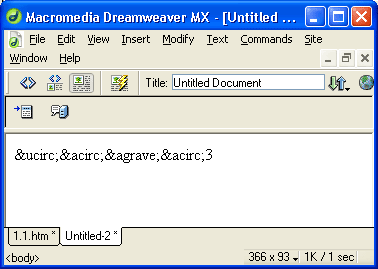 Macromedia Dreamweaver MX - [Untitled ...
File Edit View Insert Modify Text Commands Site
Window Help
Title: Untitled Document
&ucirc;&acirc;&agrave;&acirc;3
1.1.htm* Untitled-2*
<body> 366 x 93 1K / 1 sec